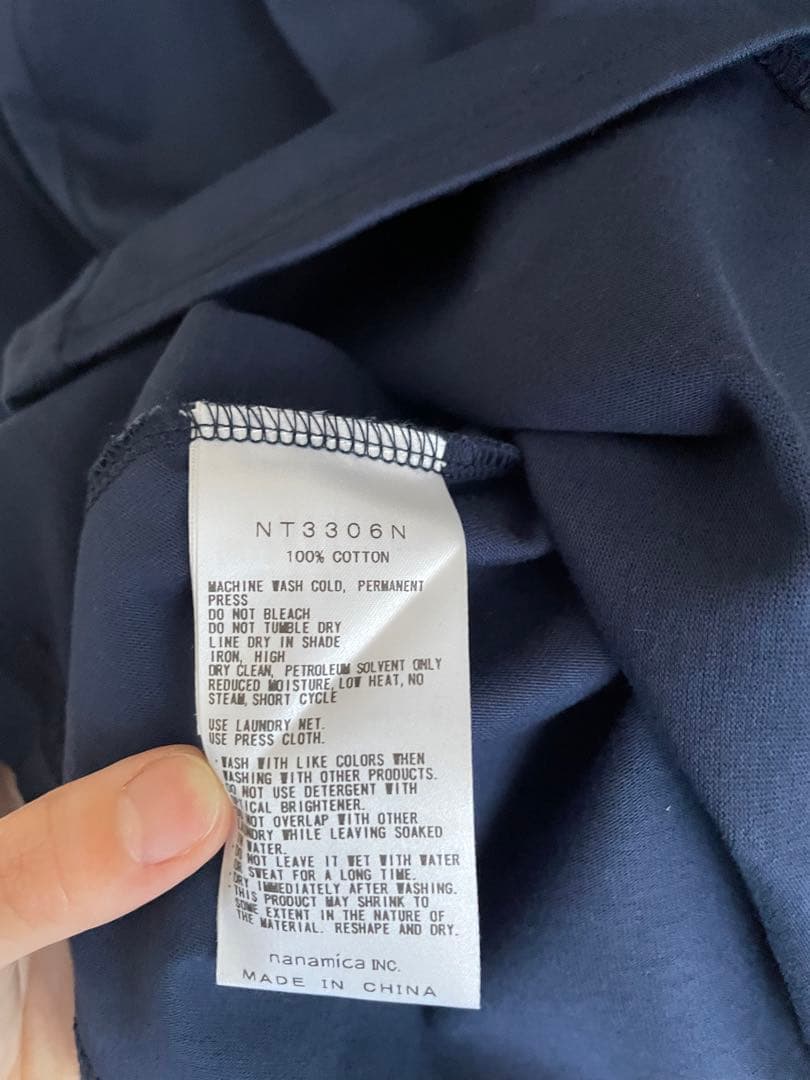 NT3306N
100% COTTON
MACHINE WASH COLD, PERMANENT
PRESS
DO NOT BLEACH
DO NOT TUMBLE DRY
LINE DRY IN SHADE
IRON, HIGH
DRY CLEAN, PETROLEUM SOLVENT ONLY
REDUCED MOISTURE, LOW HEAT, NO
STEAM, SHORT CYCLE
USE LAUNDRY NET.
USE PRESS CLOTH.
・WASH WITH LIKE COLORS WHEN
WASHING WITH OTHER PRODUCTS.
NOT USE DETERGENT WITH
BRIGHTENER.
NOT OVERLAP WITH OTHER
WHILE LEAVING SOAKED
WATER.
NOT LEAVE IT WET WITH WATER
OR SWEAT FOR A LONG TIME.
・DRY IMMEDIATELY AFTER WASHING.
・THIS PRODUCT MAY SHRINK TO
SOME EXTENT IN THE NATURE OF
THE MATERIAL. RESHAPE AND DRY.
nanamica INC.
MADE IN CHINA